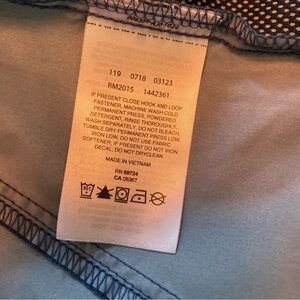 119 0718 03123
RM2015 1442361
IF PRESENT CLOSE HOOK AND LOOP
FASTENER, MACHINE WASH COLD
PERMANENT PRESS, POWDERED
DETERGENT, RINSE THOROUGHLY,
WASH SEPARATELY, DO NOT BLEACH,
TUMBLE DRY PERMANENT PRESS LOW,
IRON LOW, DO NOT USE FABRIC
SOFTENER, IF PRESENT DO NOT IRON
DECAL, DO NOT DRYCLEAN.
MADE IN VIETNAM
RN 69724
CA 05367